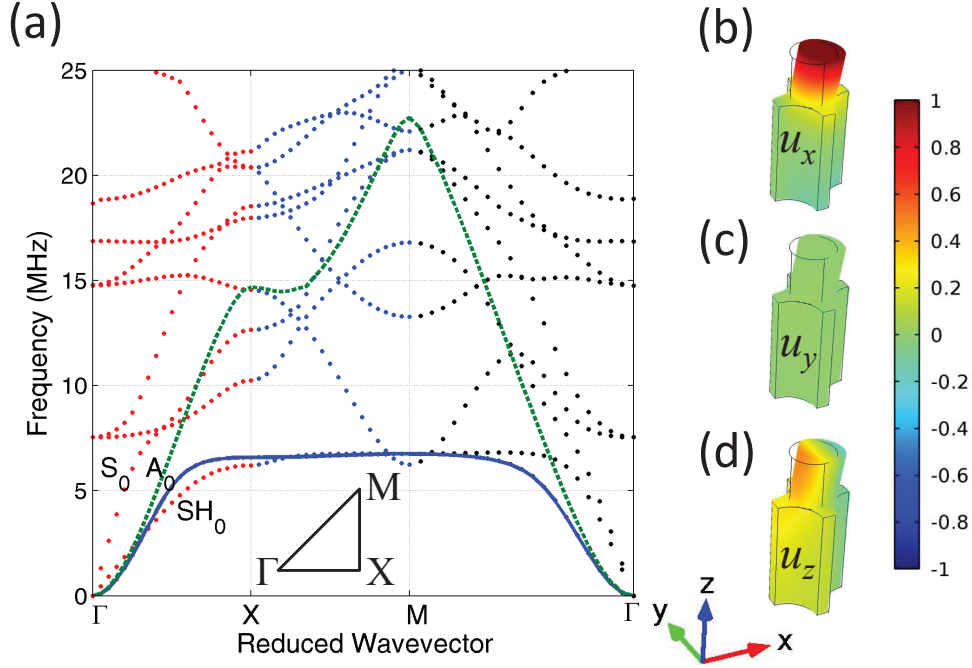 (a)
Frequency (MHz)
25
20
15
10
5
0
S0 A0
SH0
M
Γ X
Γ X M Γ
Reduced Wavevector
(b)
ux
(c)
uy
(d)
uz
1
0.8
0.6
0.4
0.2
0
-0.2
-0.4
-0.6
-0.8
-1
z
y
x